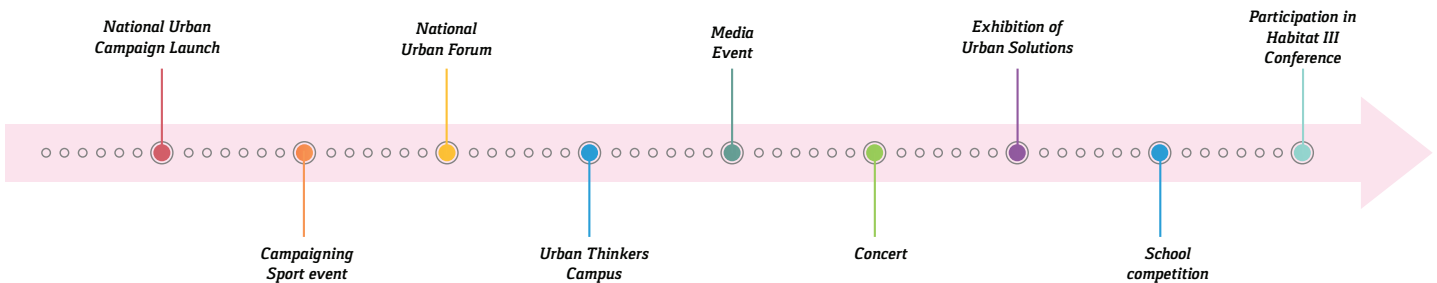 National Urban
Campaign Launch
Campaigning
Sport event
National
Urban Forum
Urban Thinkers
Campus
Media
Event
Concert
Exhibition of
Urban Solutions
School
competition
Participation in
Habitat III
Conference